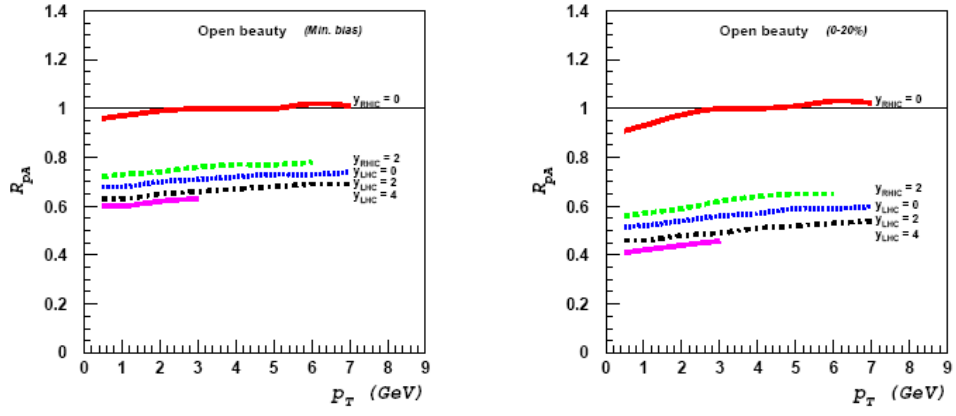 Open beauty (Min. bias)
R_pA
1.4
1.2
1
0.8
0.6
0.4
0.2
0
y_RHIC = 0
y_RHIC = 2
y_LHC = 0
y_LHC = 2
y_LHC = 4
0 1 2 3 4 5 6 7 8 9
p_T (GeV)
Open beauty (0-20%)
R_pA
1.4
1.2
1
0.8
0.6
0.4
0.2
0
y_RHIC = 0
y_RHIC = 2
y_LHC = 0
y_LHC = 2
y_LHC = 4
0 1 2 3 4 5 6 7 8 9
p_T (GeV)